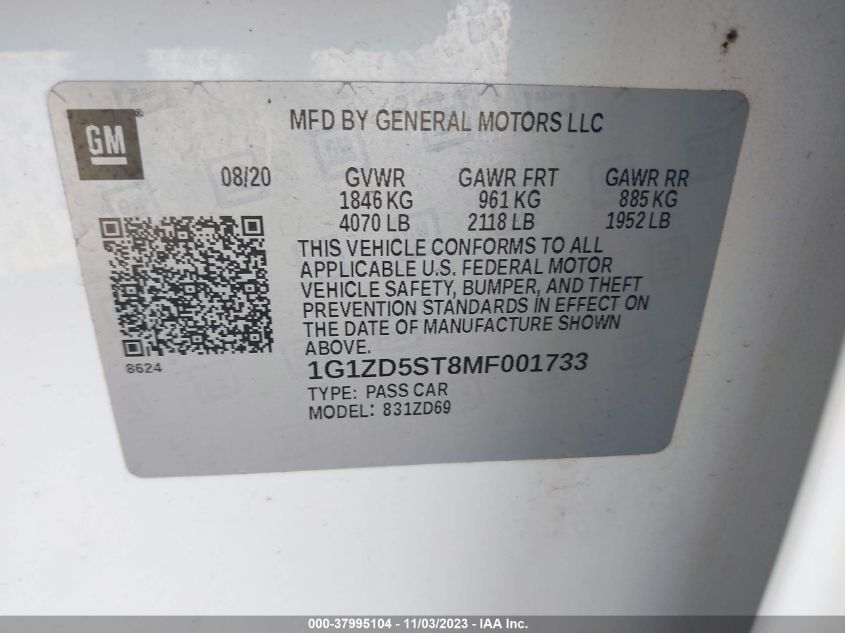 GM
MFD BY GENERAL MOTORS LLC
08/20 GVWR GAWR FRT GAWR RR
1846 KG 961 KG 885 KG
4070 LB 2118 LB 1952 LB
THIS VEHICLE CONFORMS TO ALL
APPLICABLE U.S. FEDERAL MOTOR
VEHICLE SAFETY, BUMPER, AND THEFT
PREVENTION STANDARDS IN EFFECT ON
THE DATE OF MANUFACTURE SHOWN
ABOVE.
8624
1G1ZD5ST8MF001733
TYPE: PASS CAR
MODEL: 831ZD69
000-37995104 - 11/03/2023 - IAAI.com.